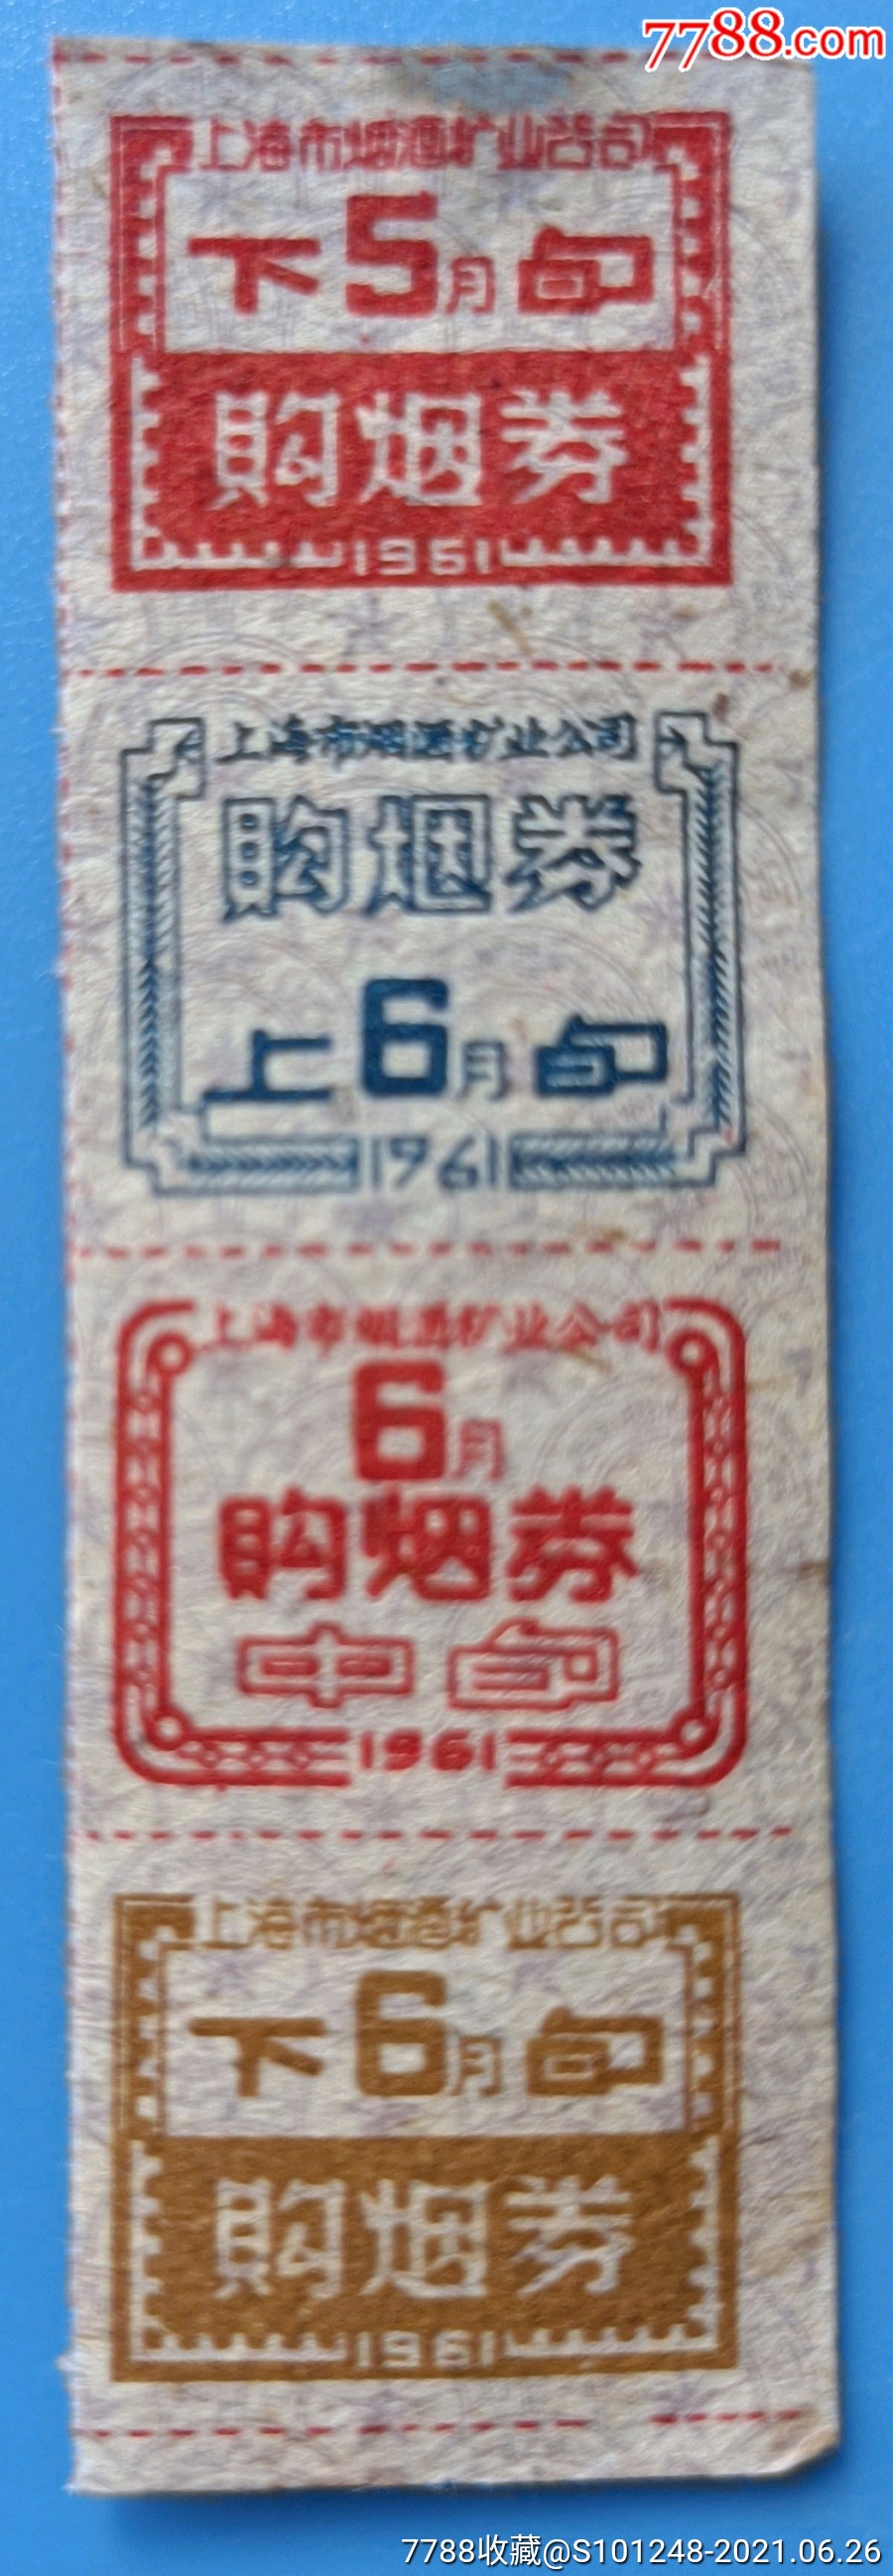 7788.com
上海市烟酒矿业公司
下5月旬
購烟券
1961
上海市烟酒矿业公司
購烟券
上6月旬
1961
上海市烟酒矿业公司
6月
購烟券
中旬
1961
上海市烟酒矿业公司
下6月旬
購烟券
1961
7788收藏@S101248-2021.06.26